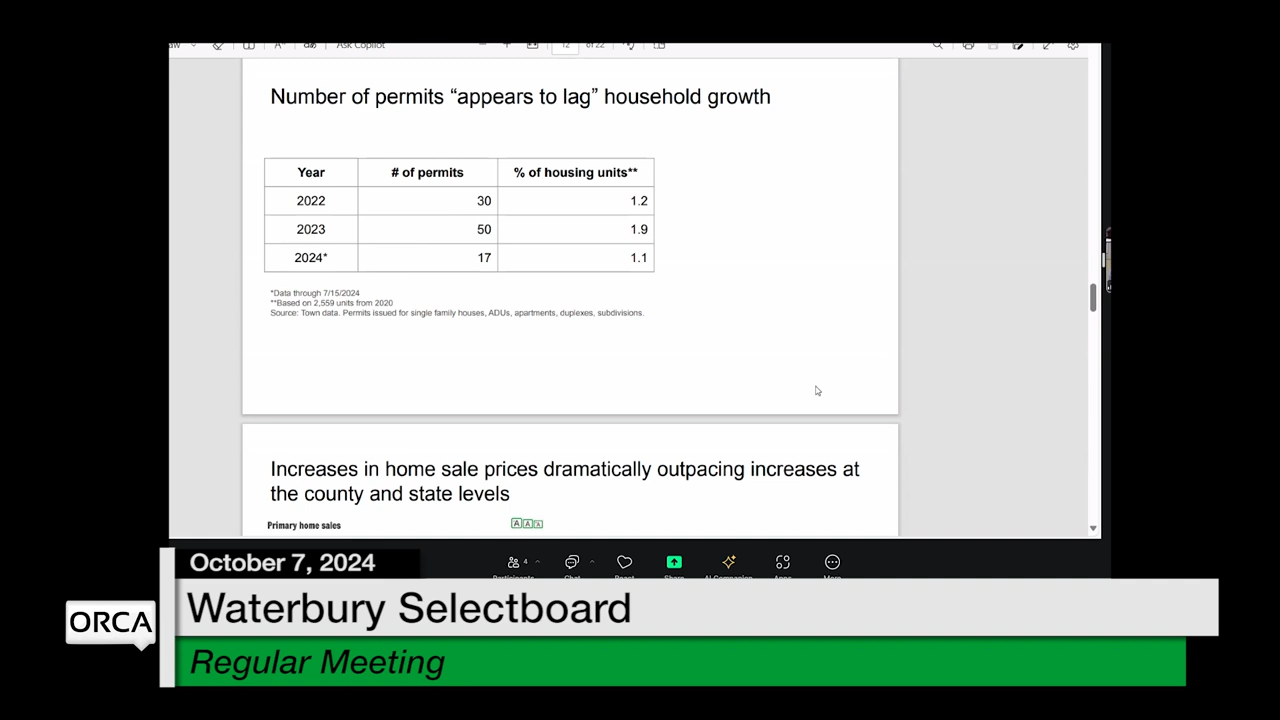 Ask Copilot
12 of 22
Number of permits “appears to lag” household growth
Year # of permits % of housing units**
2022 30 1.2
2023 50 1.9
2024* 17 1.1
*Data through 7/15/2024
**Based on 2,559 units from 2020
Source: Town data. Permits issued for single family houses, ADUs, apartments, duplexes, subdivisions.
Increases in home sale prices dramatically outpacing increases at
the county and state levels
Primary home sales
A A A
4
October 7, 2024
Waterbury Selectboard
ORCA
Regular Meeting